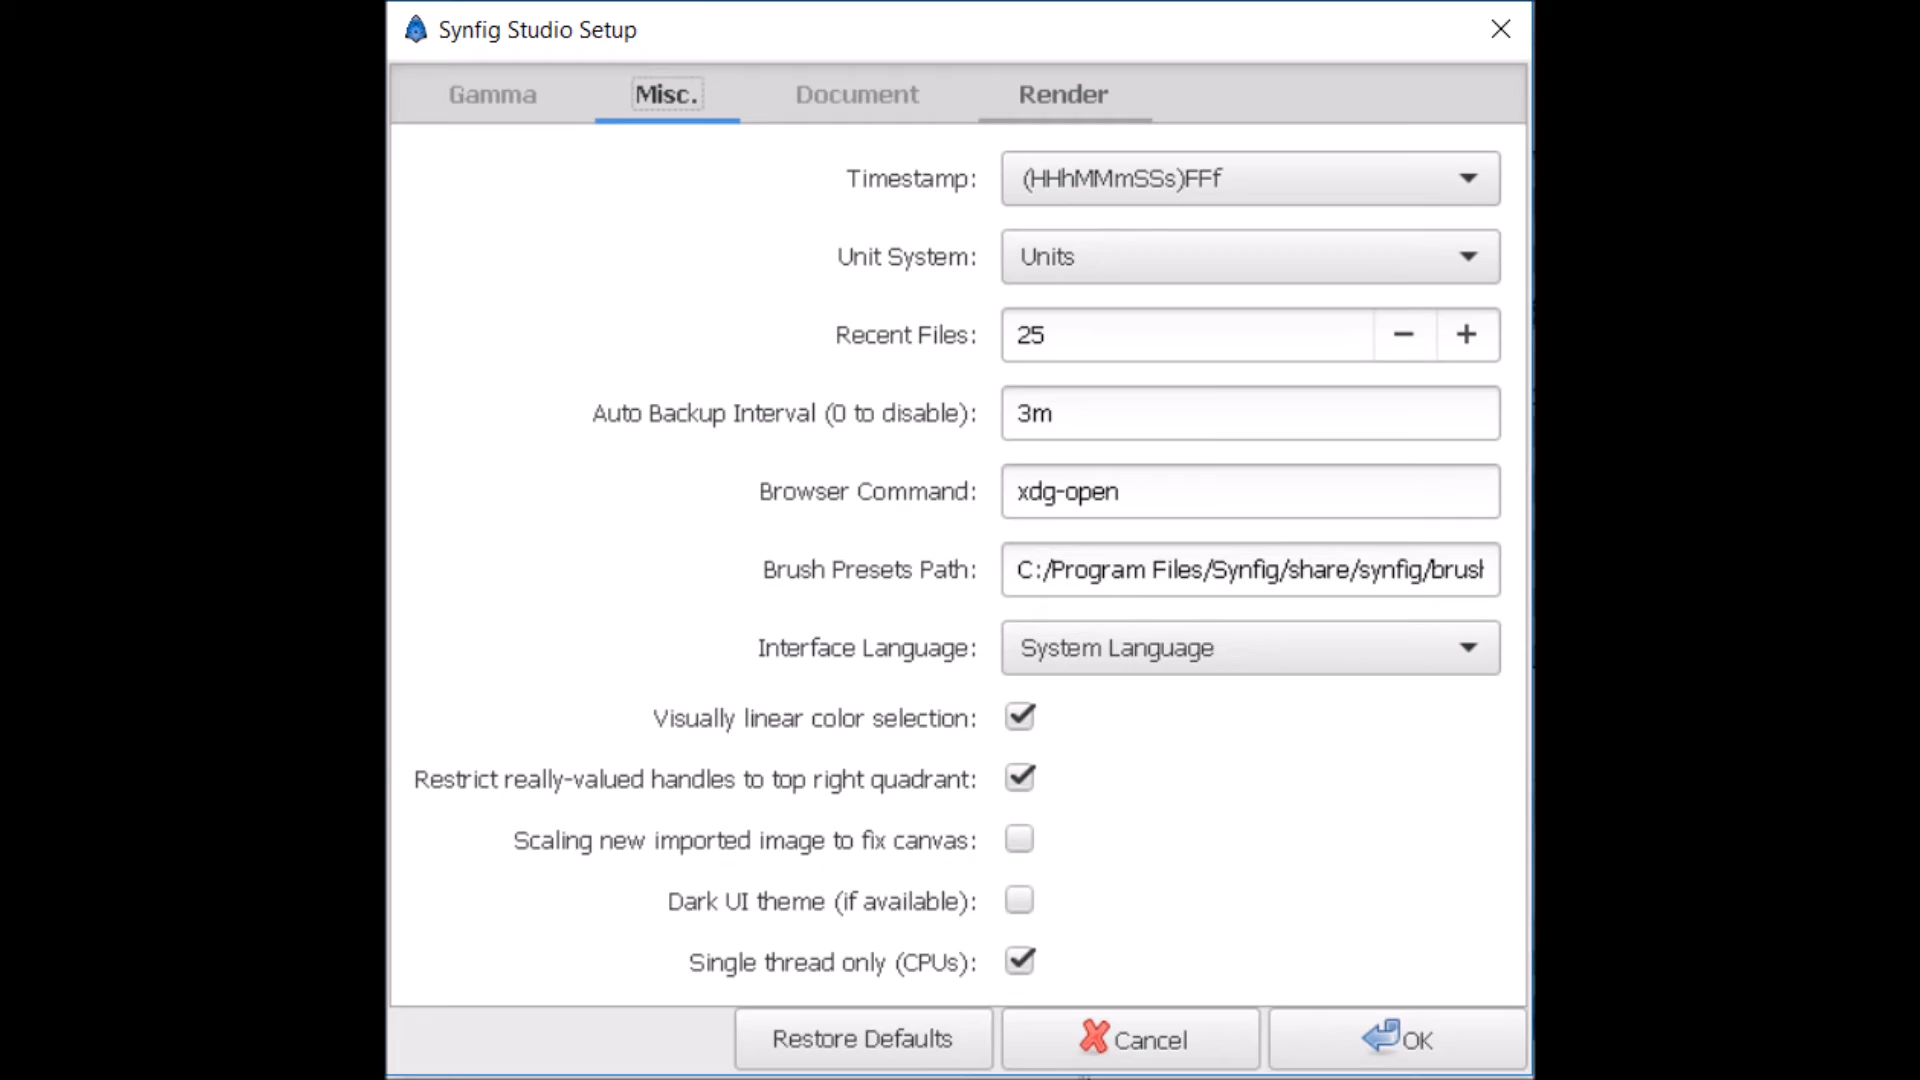 Synfig Studio Setup
Gamma Misc. Document Render
Timestamp: (HHhMMmSSs)FFf
Unit System: Units
Recent Files: 25 − +
Auto Backup Interval (0 to disable): 3m
Browser Command: xdg-open
Brush Presets Path: C:/Program Files/Synfig/share/synfig/brush
Interface Language: System Language
Visually linear color selection:
Restrict really-valued handles to top right quadrant:
Scaling new imported image to fix canvas:
Dark UI theme (if available):
Single thread only (CPUs):
Restore Defaults Cancel OK